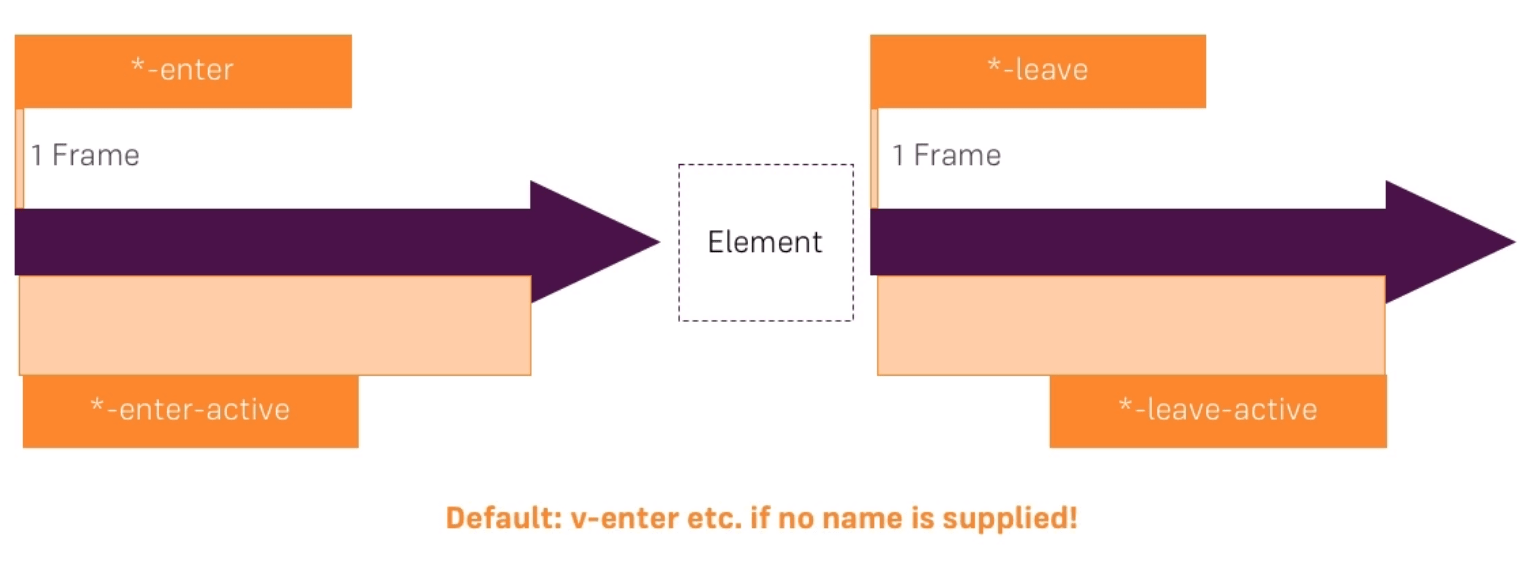 *-enter
*-leave
1 Frame
1 Frame
Element
*-enter-active
*-leave-active
Default: v-enter etc. if no name is supplied!